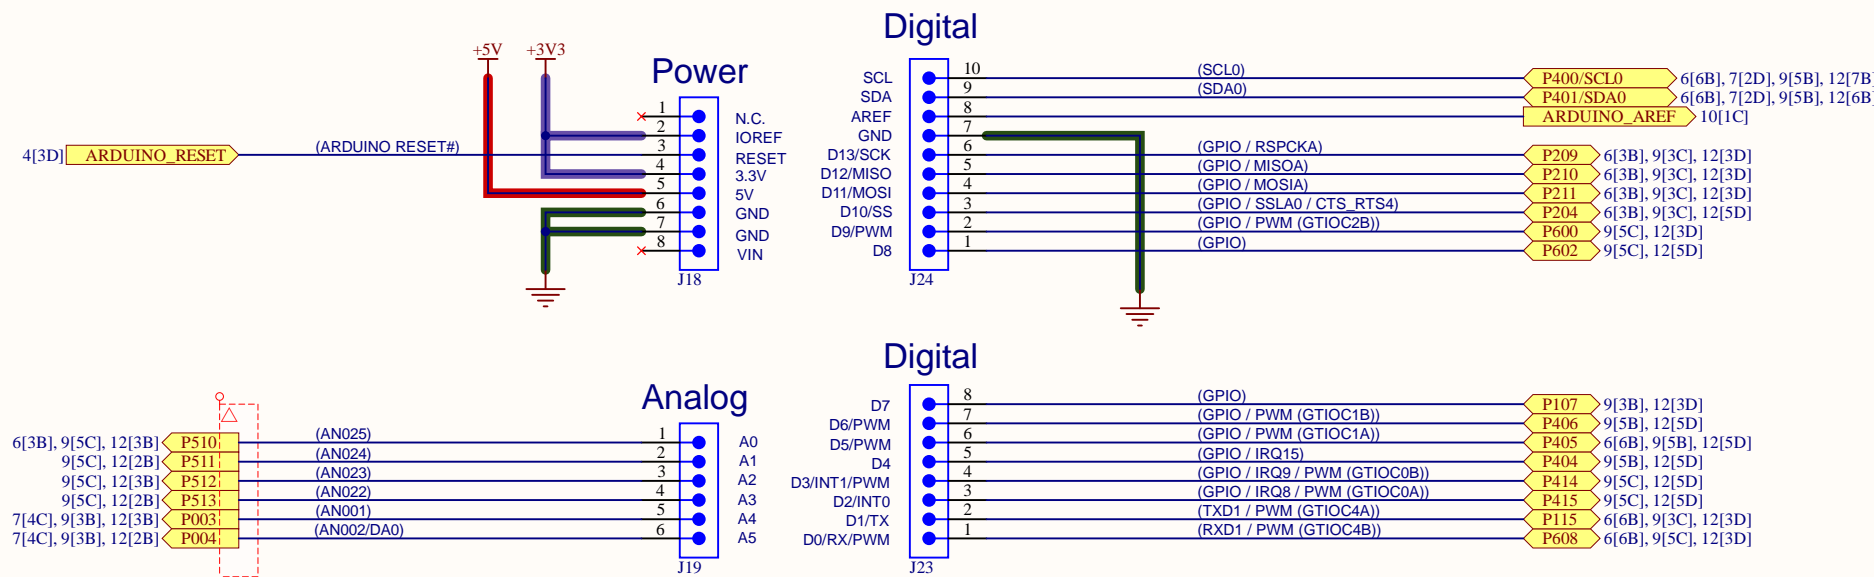 Digital
+5V +3V3
Power
1 N.C.
2 IOREF
4[3D] ARDUINO_RESET (ARDUINO RESET#) 3 RESET
4 3.3V
5 5V
6 GND
7 GND
8 VIN
J18
SCL 10 (SCL0) P400/SCL0 6[6B], 7[2D], 9[5B], 12[7B]
SDA 9 (SDA0) P401/SDA0 6[6B], 7[2D], 9[5B], 12[6B]
AREF 8 ARDUINO_AREF 10[1C]
GND 7
D13/SCK 6 (GPIO / RSPCKA) P209 6[3B], 9[3C], 12[3D]
D12/MISO 5 (GPIO / MISOA) P210 6[3B], 9[3C], 12[3D]
D11/MOSI 4 (GPIO / MOSIA) P211 6[3B], 9[3C], 12[3D]
D10/SS 3 (GPIO / SSLA0 / CTS_RTS4) P204 6[3B], 9[3C], 12[5D]
D9/PWM 2 (GPIO / PWM (GTIOC2B)) P600 9[5C], 12[3D]
D8 1 (GPIO) P602 9[5C], 12[5D]
J24
Analog
6[3B], 9[5C], 12[3B] P510 (AN025) 1 A0
9[5C], 12[2B] P511 (AN024) 2 A1
9[5C], 12[3B] P512 (AN023) 3 A2
9[5C], 12[2B] P513 (AN022) 4 A3
7[4C], 9[3B], 12[3B] P003 (AN001) 5 A4
7[4C], 9[3B], 12[2B] P004 (AN002/DA0) 6 A5
J19
Digital
D7 8 (GPIO) P107 9[3B], 12[3D]
D6/PWM 7 (GPIO / PWM (GTIOC1B)) P406 9[5B], 12[5D]
D5/PWM 6 (GPIO / PWM (GTIOC1A)) P405 6[6B], 9[5B], 12[5D]
D4 5 (GPIO / IRQ15) P404 9[5B], 12[5D]
D3/INT1/PWM 4 (GPIO / IRQ9 / PWM (GTIOC0B)) P414 9[5C], 12[5D]
D2/INT0 3 (GPIO / IRQ8 / PWM (GTIOC0A)) P415 9[5C], 12[5D]
D1/TX 2 (TXD1 / PWM (GTIOC4A)) P115 6[6B], 9[3C], 12[3D]
D0/RX/PWM 1 (RXD1 / PWM (GTIOC4B)) P608 6[6B], 9[5C], 12[3D]
J23